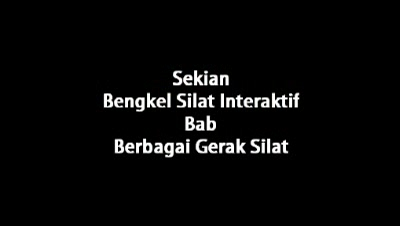 Sekian
Bengkel Silat Interaktif
Bab
Berbagai Gerak Silat